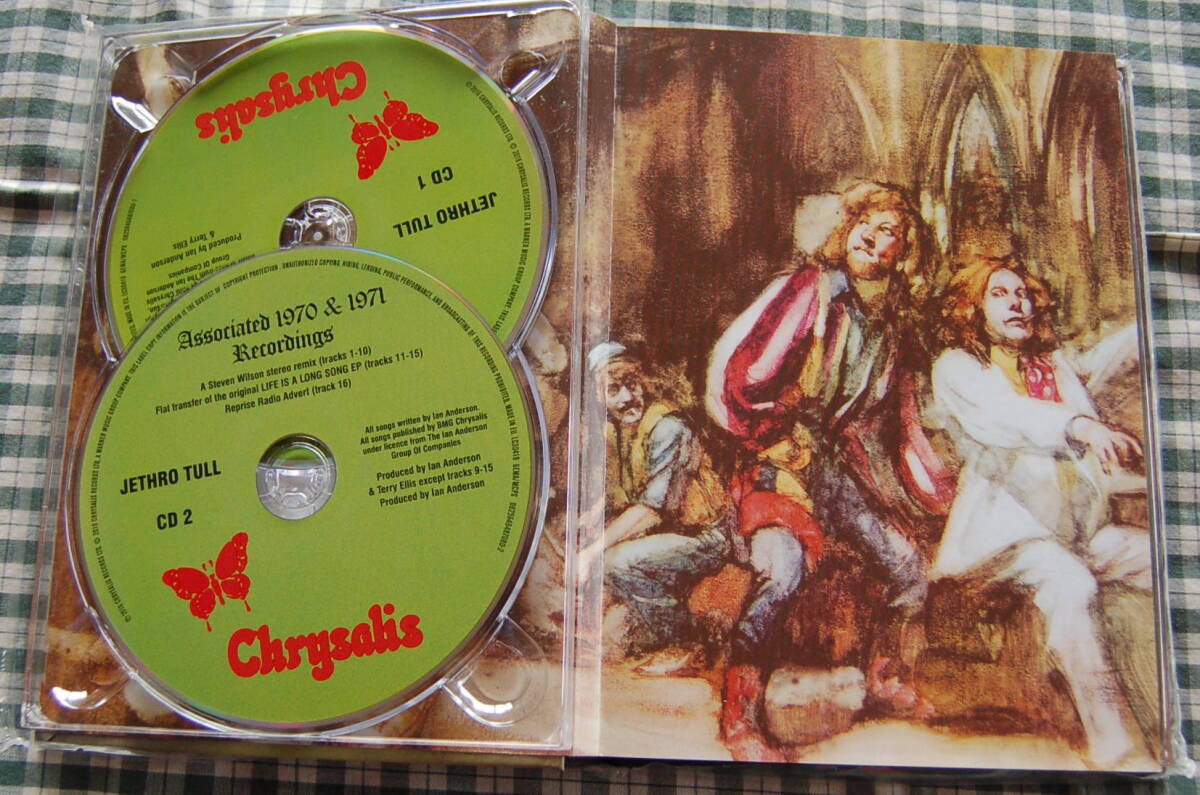 Chrysalis
CD 1
JETHRO TULL
Produced by Ian Anderson
& Terry Ellis
Group Of Companies
Associated 1970 & 1971
Recordings
A Steven Wilson stereo remix (tracks 1-10)
Flat transfer of the original LIFE IS A LONG SONG EP (tracks 11-15)
Reprise Radio Advert (track 16)
All songs written by Ian Anderson.
All songs published by BMG Chrysalis
under licence from The Ian Anderson
Group Of Companies
Produced by Ian Anderson
& Terry Ellis except tracks 9-15
Produced by Ian Anderson
JETHRO TULL
CD 2
Chrysalis